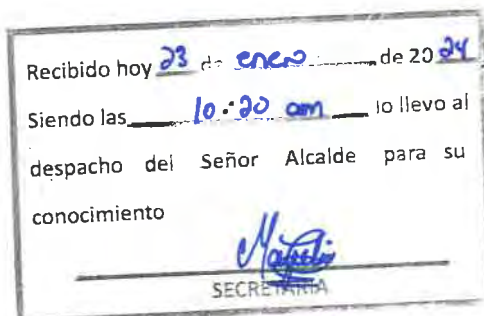 Recibido hoy 23 de enero de 2024
Siendo las 10:20 am lo llevo al
despacho del Señor Alcalde para su
conocimiento
SECRETARIA